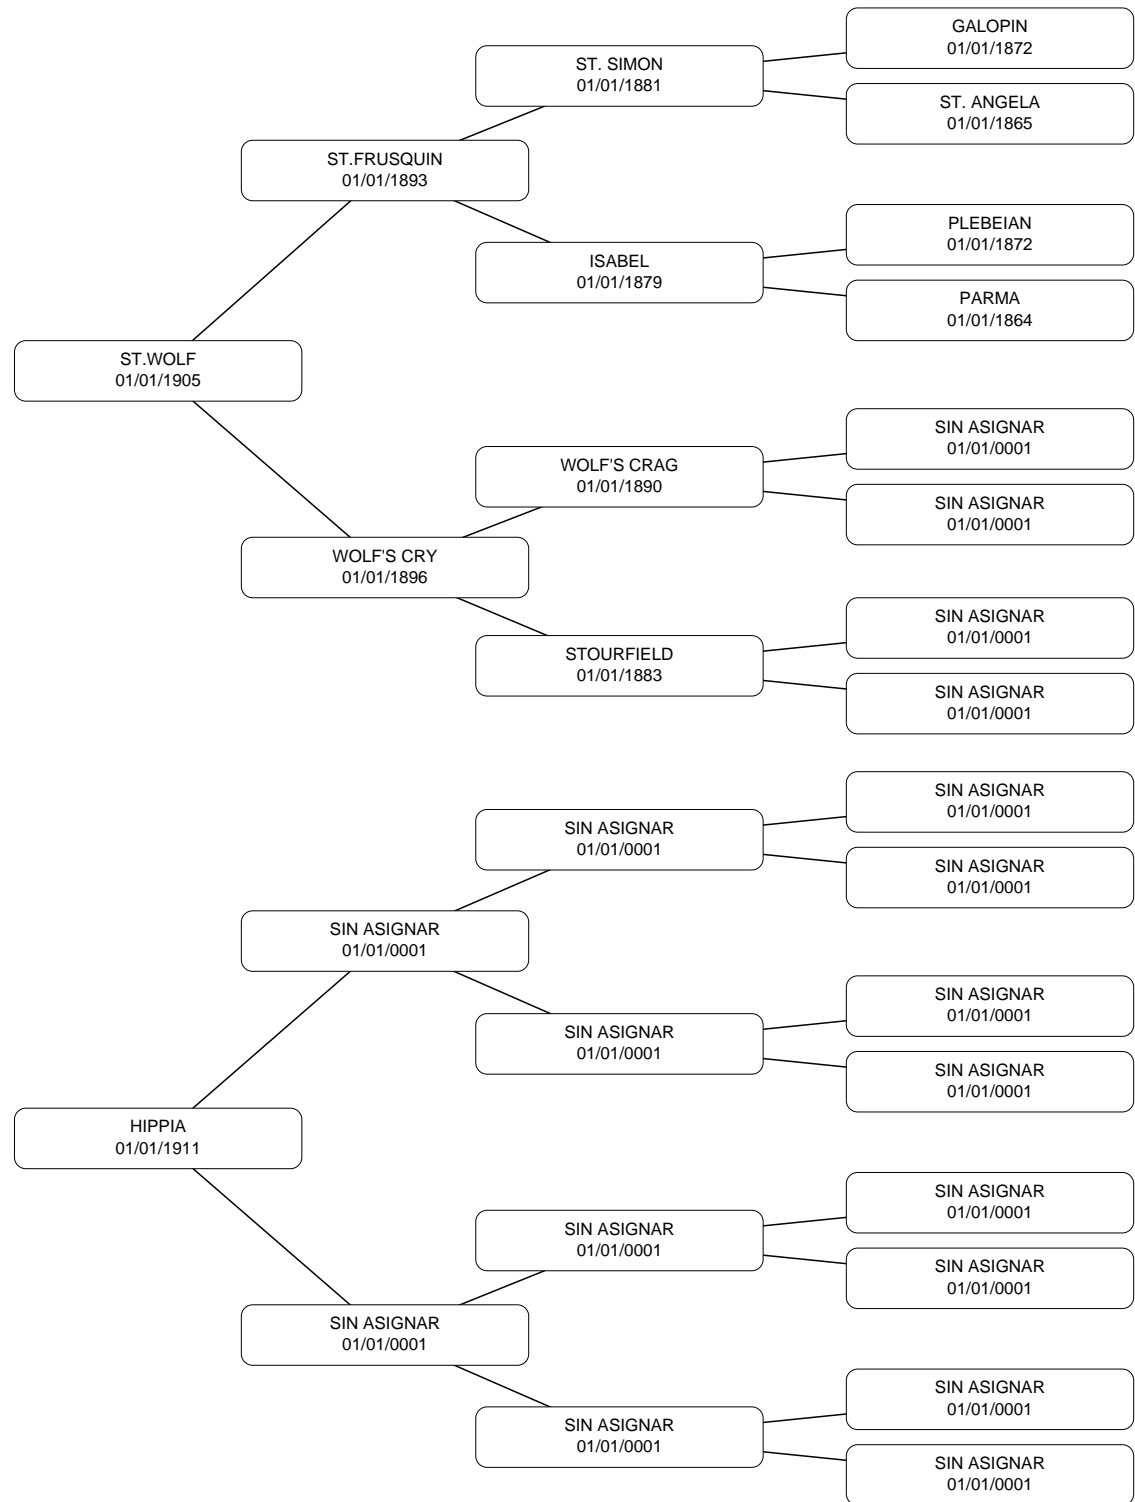 GALOPIN
01/01/1872
ST. SIMON
01/01/1881
ST. ANGELA
01/01/1865
ST.FRUSQUIN
01/01/1893
PLEBEIAN
01/01/1872
ISABEL
01/01/1879
PARMA
01/01/1864
ST.WOLF
01/01/1905
SIN ASIGNAR
01/01/0001
WOLF'S CRAG
01/01/1890
SIN ASIGNAR
01/01/0001
WOLF'S CRY
01/01/1896
SIN ASIGNAR
01/01/0001
STOURFIELD
01/01/1883
SIN ASIGNAR
01/01/0001
SIN ASIGNAR
01/01/0001
SIN ASIGNAR
01/01/0001
SIN ASIGNAR
01/01/0001
SIN ASIGNAR
01/01/0001
SIN ASIGNAR
01/01/0001
SIN ASIGNAR
01/01/0001
SIN ASIGNAR
01/01/0001
HIPPIA
01/01/1911
SIN ASIGNAR
01/01/0001
SIN ASIGNAR
01/01/0001
SIN ASIGNAR
01/01/0001
SIN ASIGNAR
01/01/0001
SIN ASIGNAR
01/01/0001
SIN ASIGNAR
01/01/0001
SIN ASIGNAR
01/01/0001